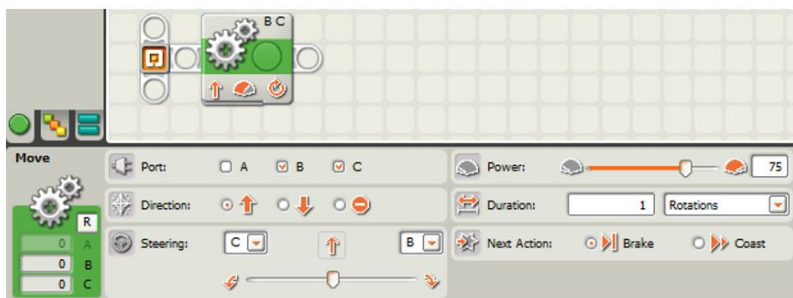 B C
Move
Port: A B C
Power: 75
R
Direction:
Duration: 1 Rotations
0 A
Steering: C B
Next Action: Brake Coast
0 B
0 C